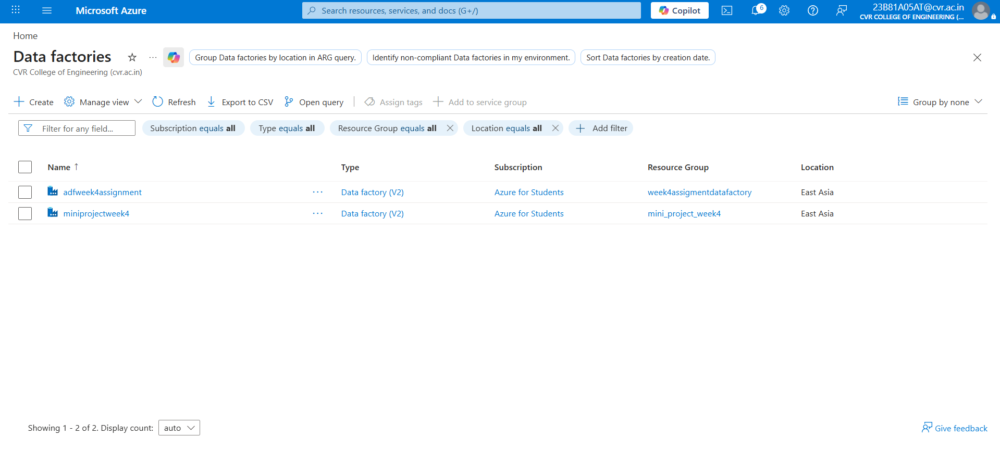 Microsoft Azure
Search resources, services, and docs (G+/)
Copilot
6
23B81A05AT@cvr.ac.in
CVR COLLEGE OF ENGINEERING (...
Home
Data factories
Group Data factories by location in ARG query.
Identify non-compliant Data factories in my environment.
Sort Data factories by creation date.
CVR College of Engineering (cvr.ac.in)
Create
Manage view
Refresh
Export to CSV
Open query
Assign tags
Add to service group
Group by none
Filter for any field...
Subscription equals all
Type equals all
Resource Group equals all
Location equals all
Add filter
Name ↑ Type Subscription Resource Group Location
adfweek4assignment ... Data factory (V2) Azure for Students week4assigmentdatafactory East Asia
miniprojectweek4 ... Data factory (V2) Azure for Students mini_project_week4 East Asia
Showing 1 - 2 of 2. Display count: auto
Give feedback